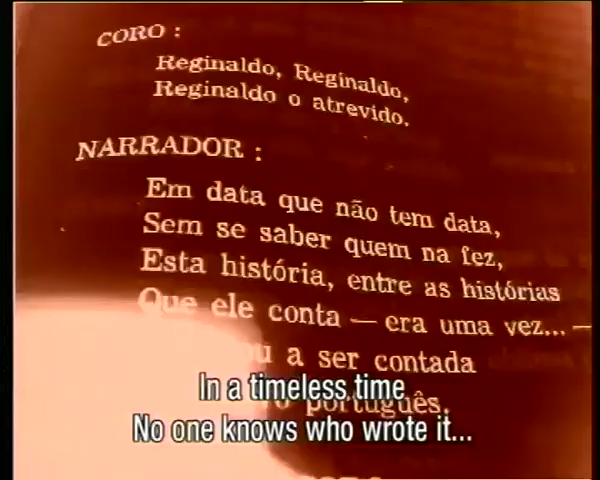 CORO :
Reginaldo, Reginaldo,
Reginaldo o atrevido.
NARRADOR :
Em data que não tem data,
Sem se saber quem na fez,
Esta história, entre as histórias
Que ele conta — era uma vez... —
a ser contada
português.
In a timeless time
No one knows who wrote it...